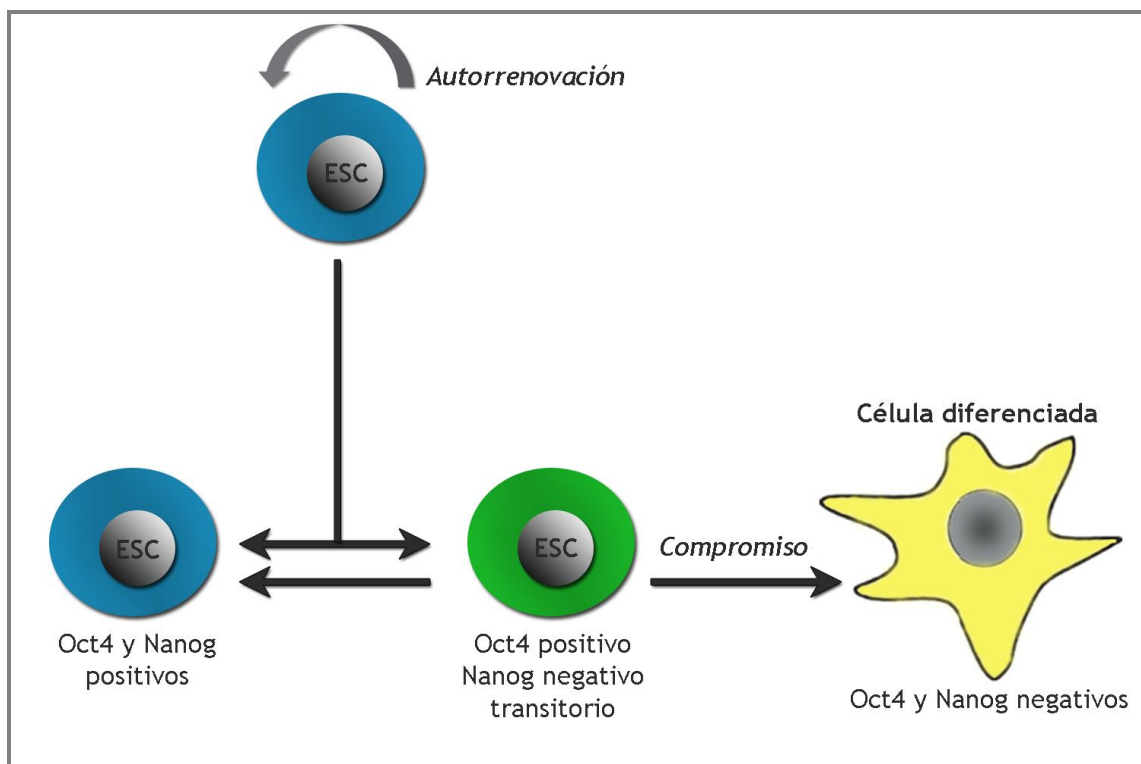 Autorrenovación
ESC
Célula diferenciada
ESC
ESC
Compromiso
Oct4 y Nanog
positivos
Oct4 positivo
Nanog negativo
transitorio
Oct4 y Nanog negativos